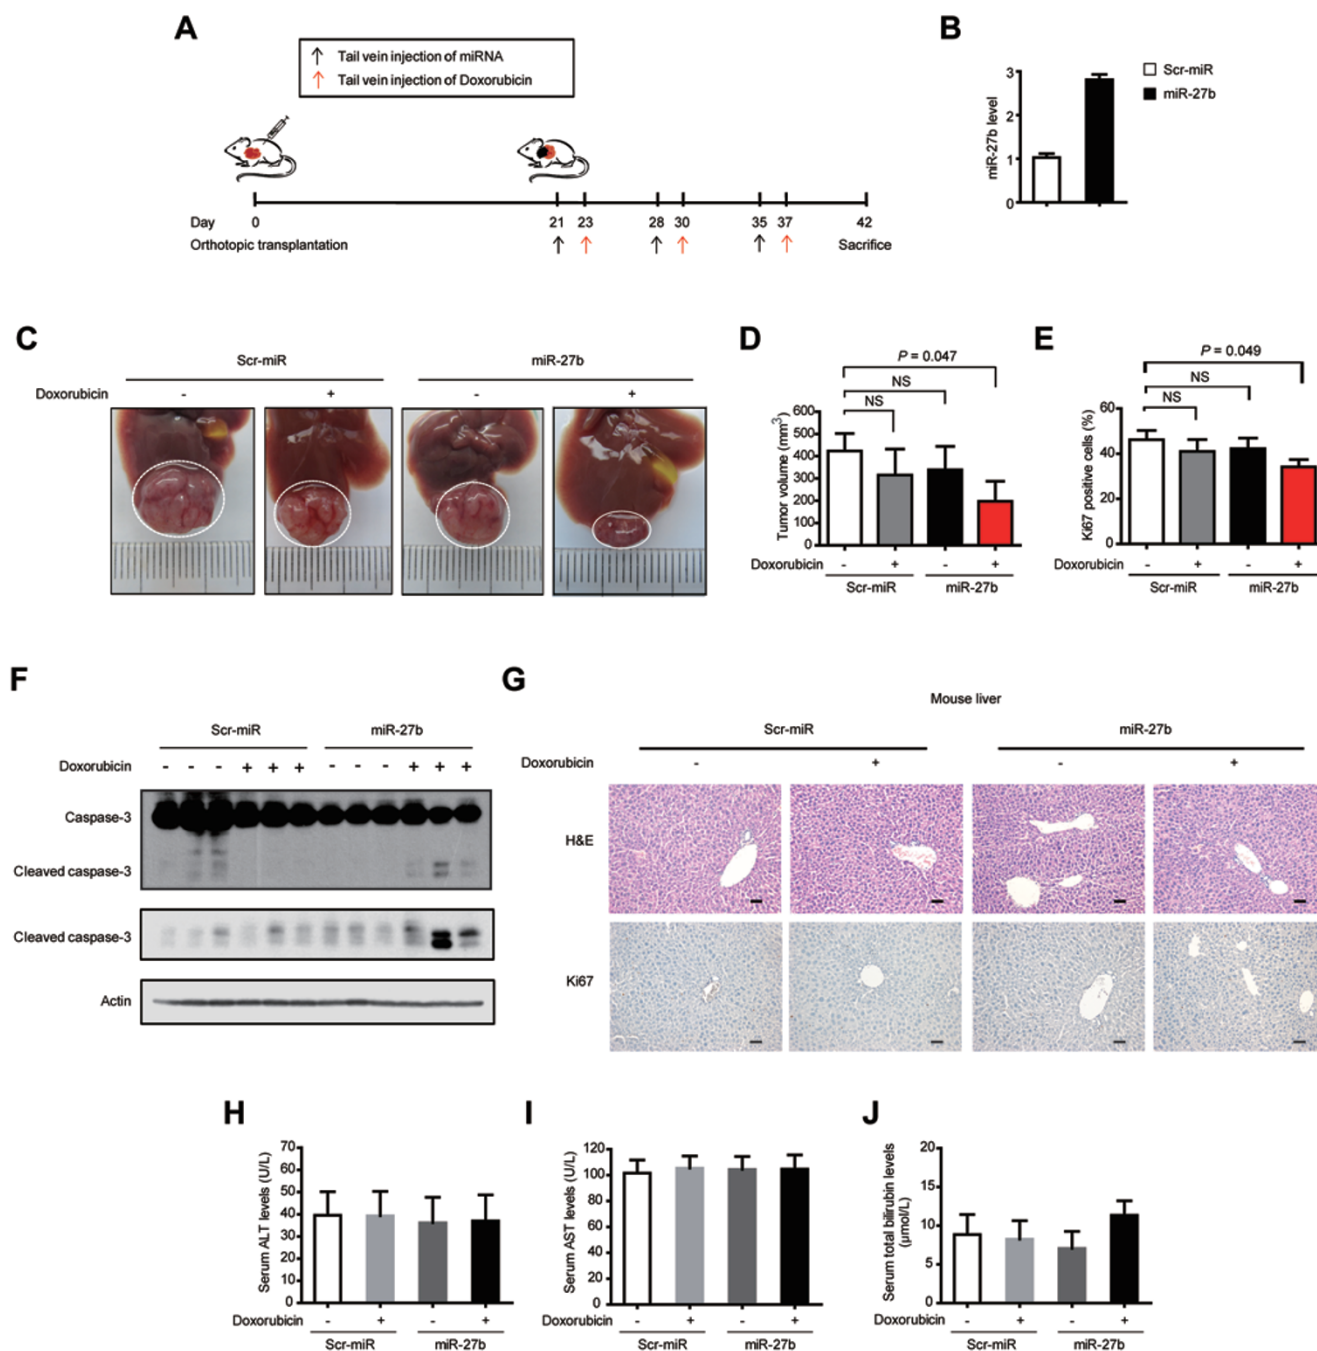 A
Tail vein injection of miRNA
Tail vein injection of Doxorubicin
Day 0 21 23 28 30 35 37 42
Orthotopic transplantation Sacrifice
B
miR-27b level
3
2
1
0
Scr-miR
miR-27b
C
Scr-miR miR-27b
Doxorubicin - + - +
D
P = 0.047
NS
NS
Tumor volume (mm3)
600
500
400
300
200
100
0
Doxorubicin - + - +
Scr-miR miR-27b
E
P = 0.049
NS
NS
Ki67 positive cells (%)
60
40
20
0
Doxorubicin - + - +
Scr-miR miR-27b
F
Scr-miR miR-27b
Doxorubicin - - - + + + - - - + + +
Caspase-3
Cleaved caspase-3
Cleaved caspase-3
Actin
G
Mouse liver
Scr-miR miR-27b
Doxorubicin - + - +
H&E
Ki67
H
Serum ALT levels (U/L)
70
60
50
40
30
20
10
0
Doxorubicin - + - +
Scr-miR miR-27b
I
Serum AST levels (U/L)
120
100
80
60
40
20
0
Doxorubicin - + - +
Scr-miR miR-27b
J
Serum total bilirubin levels
(μmol/L)
20
15
10
5
0
Doxorubicin - + - +
Scr-miR miR-27b